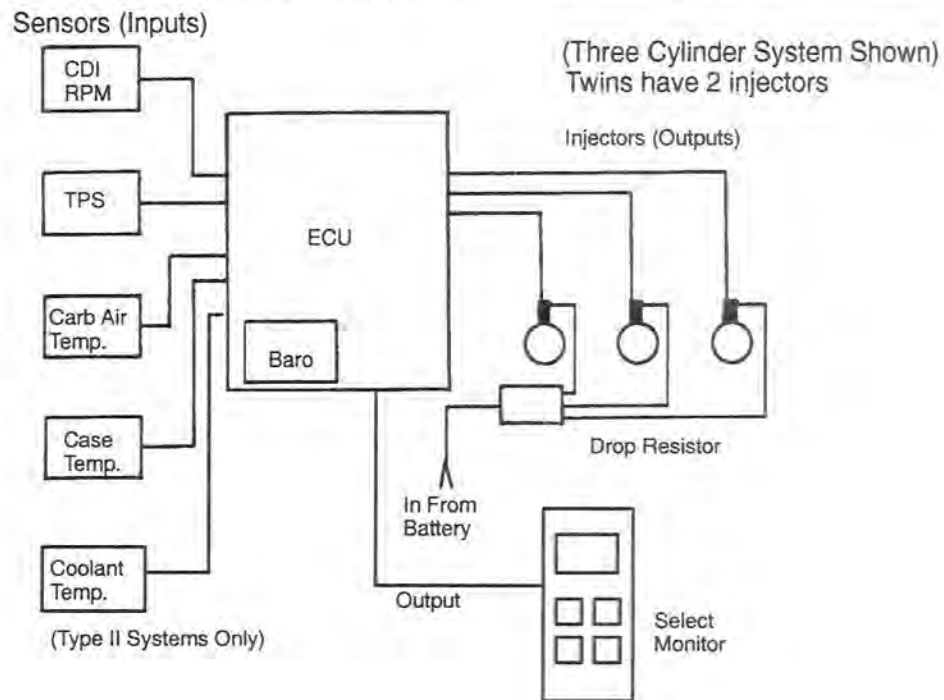 Sensors (Inputs)
CDI
RPM
TPS
Carb Air
Temp.
Case
Temp.
Coolant
Temp.
(Type II Systems Only)
ECU
Baro
(Three Cylinder System Shown)
Twins have 2 injectors
Injectors (Outputs)
Drop Resistor
In From
Battery
Output
Select
Monitor